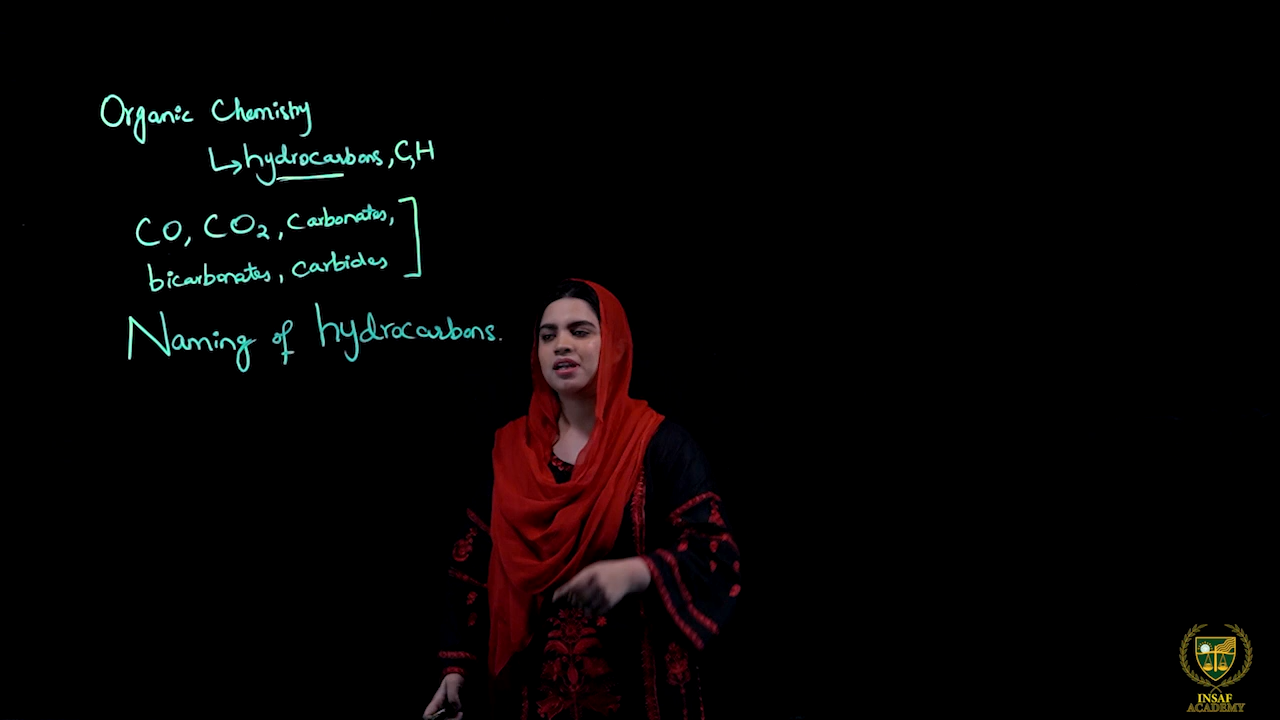 Organic Chemistry
↳ hydrocarbons, C,H
CO, CO₂, Carbonates,
bicarbonates, carbides
Naming of hydrocarbons.
INSAF
ACADEMY